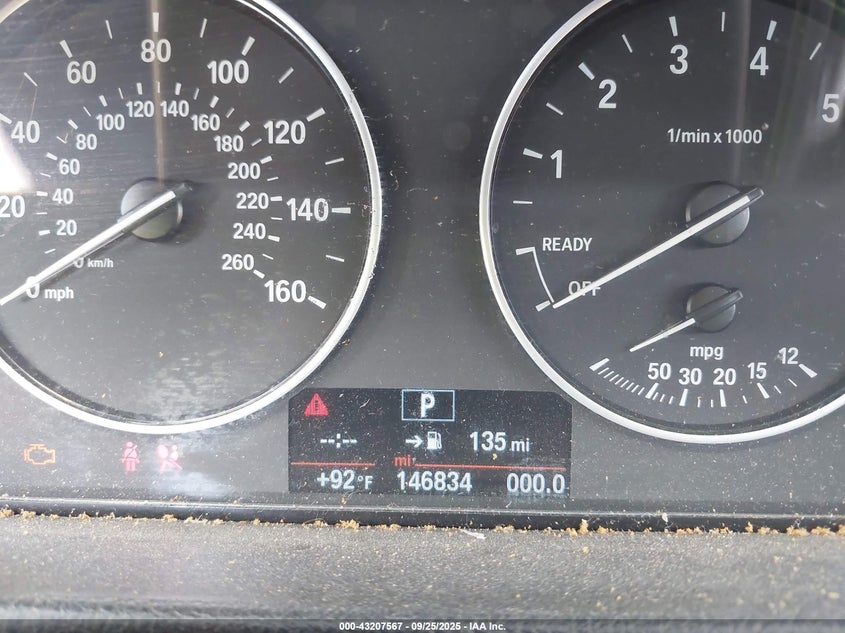 20 40 60 80 100 120 140 160
20 40 60 80 100 120 140 160 180 200 220 240 260
0 km/h
0 mph
1 2 3 4 5
1/min x 1000
READY
OFF
mpg
50 30 20 15 12
P
--:-- 135 mi
mi
+92 °F 146834 000.0
000-43207567 - 09/25/2025 - IAA Inc.